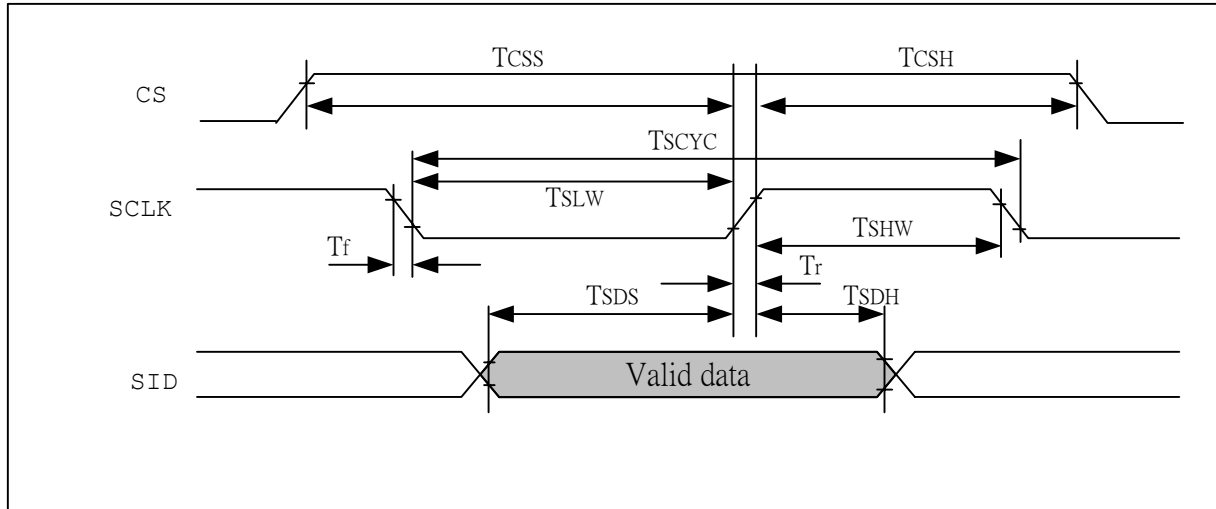 TCSS
TCSH
CS
TSCYC
TSLW
SCLK
TSHW
Tf
Tr
TSDS
TSDH
SID
Valid data